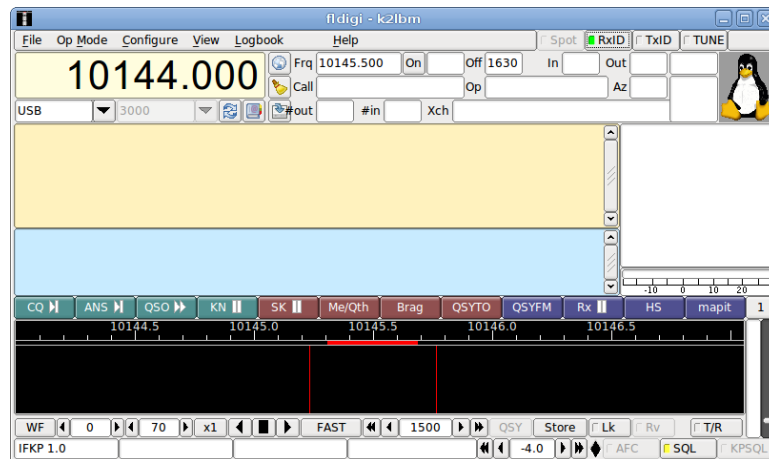 fldigi - k2lbm
File Op Mode Configure View Logbook Help Spot RxID TxID TUNE
10144.000 Frq 10145.500 On Off 1630 In Out
Call Op Az
USB 3000 #out #in Xch
-10 0 10 20
CQ ANS QSO KN SK Me/Qth Brag QSYTO QSYFM Rx HS mapit 1
10144.5 10145.0 10145.5 10146.0 10146.5
WF 0 70 x1 FAST 1500 QSY Store Lk Rv T/R
IFKP 1.0 -4.0 AFC SQL KPSQL